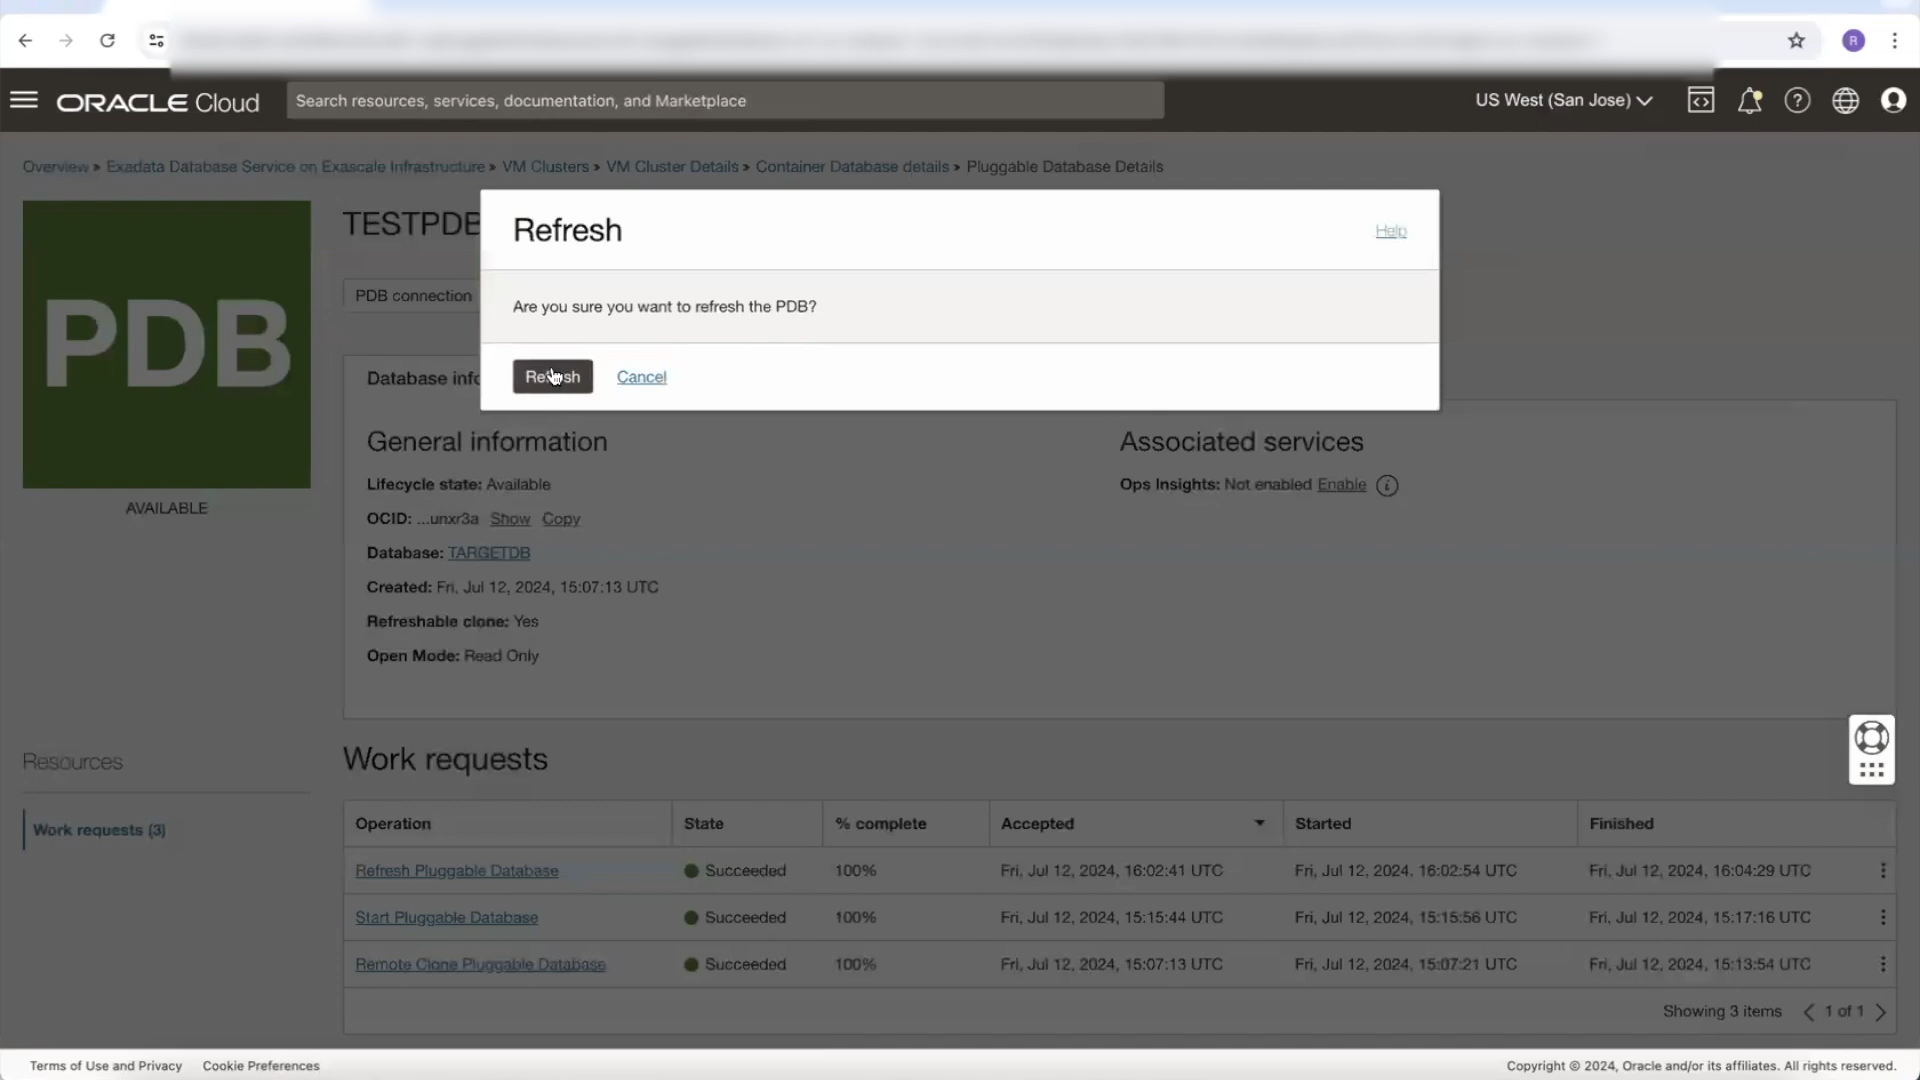 R
ORACLE Cloud
Search resources, services, documentation, and Marketplace
US West (San Jose)
Overview » Exadata Database Service on Exascale Infrastructure » VM Clusters » VM Cluster Details » Container Database details » Pluggable Database Details
PDB
AVAILABLE
TESTPDB
PDB connection
Refresh
Help
Are you sure you want to refresh the PDB?
Refresh
Cancel
Database info
General information
Lifecycle state: Available
OCID: ...unxr3a Show Copy
Database: TARGETDB
Created: Fri, Jul 12, 2024, 15:07:13 UTC
Refreshable clone: Yes
Open Mode: Read Only
Associated services
Ops Insights: Not enabled Enable
Resources
Work requests (3)
Work requests
Operation State % complete Accepted Started Finished
Refresh Pluggable Database Succeeded 100% Fri, Jul 12, 2024, 16:02:41 UTC Fri, Jul 12, 2024, 16:02:54 UTC Fri, Jul 12, 2024, 16:04:29 UTC
Start Pluggable Database Succeeded 100% Fri, Jul 12, 2024, 15:15:44 UTC Fri, Jul 12, 2024, 15:15:56 UTC Fri, Jul 12, 2024, 15:17:16 UTC
Remote Clone Pluggable Database Succeeded 100% Fri, Jul 12, 2024, 15:07:13 UTC Fri, Jul 12, 2024, 15:07:21 UTC Fri, Jul 12, 2024, 15:13:54 UTC
Showing 3 items 1 of 1
Terms of Use and Privacy Cookie Preferences
Copyright © 2024, Oracle and/or its affiliates. All rights reserved.